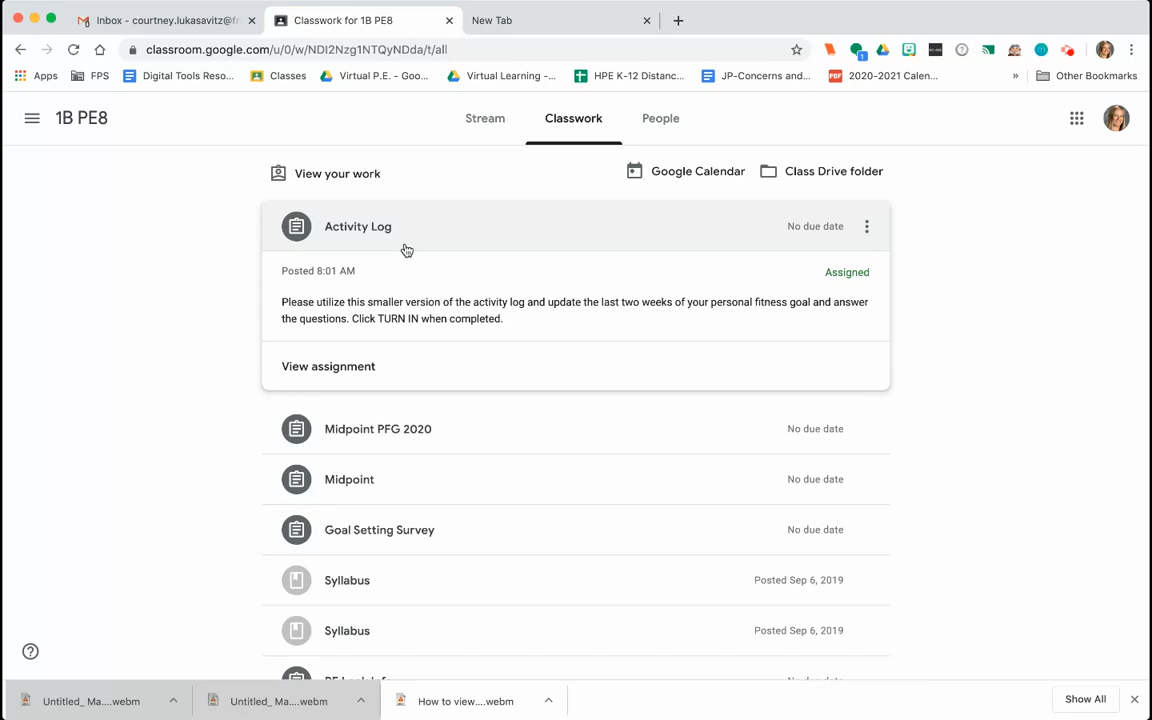 Inbox - courtney.lukasavitz@fr
Classwork for 1B PE8
New Tab
classroom.google.com/u/0/w/NDI2Nzg1NTQyNDda/t/all
Apps
FPS
Digital Tools Reso...
Classes
Virtual P.E. - Goo...
Virtual Learning -...
HPE K-12 Distanc...
JP-Concerns and...
PDF
2020-2021 Calen...
»
Other Bookmarks
1B PE8
Stream
Classwork
People
View your work
Google Calendar
Class Drive folder
Activity Log
No due date
Posted 8:01 AM
Assigned
Please utilize this smaller version of the activity log and update the last two weeks of your personal fitness goal and answer
the questions. Click TURN IN when completed.
View assignment
Midpoint PFG 2020
No due date
Midpoint
No due date
Goal Setting Survey
No due date
Syllabus
Posted Sep 6, 2019
Syllabus
Posted Sep 6, 2019
Untitled_ Ma....webm
Untitled_ Ma....webm
How to view....webm
Show All